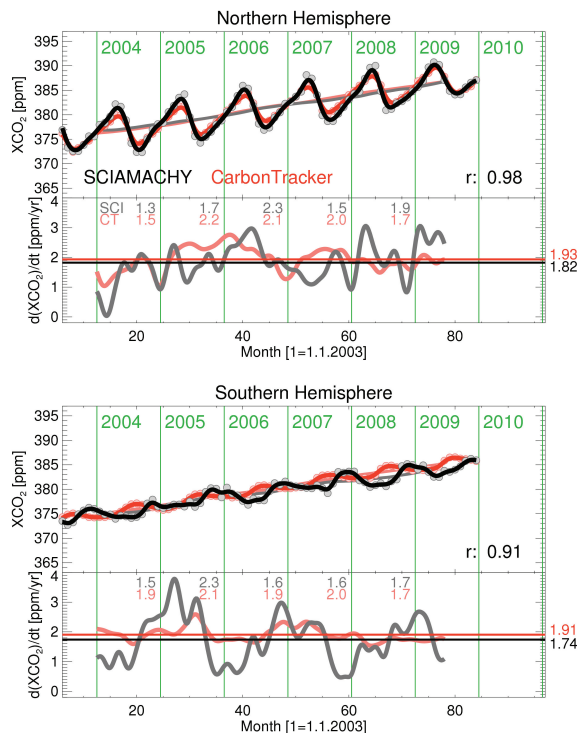 Northern Hemisphere
2004 2005 2006 2007 2008 2009 2010
395
390
385
380
375
370
365
XCO₂ [ppm]
SCIAMACHY CarbonTracker r: 0.98
4
3
2
1
0
d(XCO₂)/dt [ppm/yr]
SCI 1.3 1.7 2.3 1.5 1.9
CT 1.5 2.2 2.1 2.0 1.7
1.93
1.82
20 40 60 80
Month [1=1.1.2003]
Southern Hemisphere
2004 2005 2006 2007 2008 2009 2010
395
390
385
380
375
370
365
XCO₂ [ppm]
r: 0.91
4
3
2
1
0
d(XCO₂)/dt [ppm/yr]
1.5 2.3 1.6 1.6 1.7
1.9 2.1 1.9 2.0 1.7
1.91
1.74
20 40 60 80
Month [1=1.1.2003]